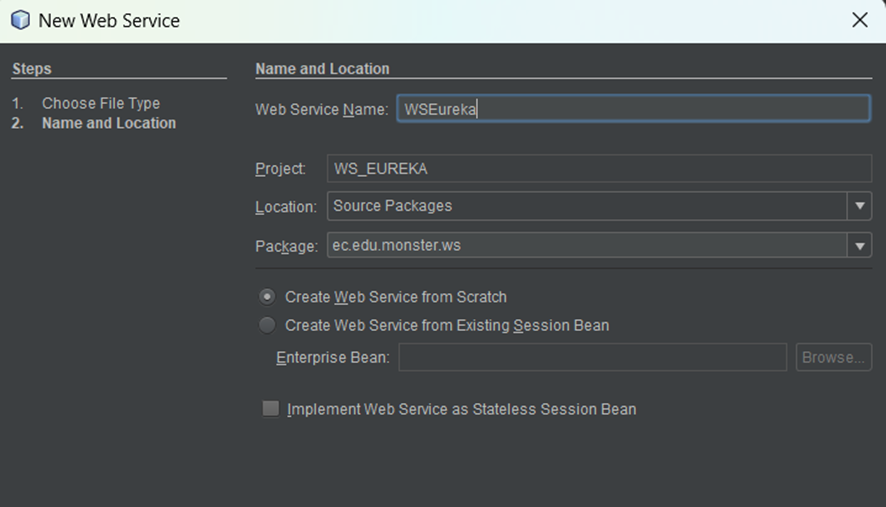 New Web Service
Steps
1. Choose File Type
2. Name and Location
Name and Location
Web Service Name: WSEureka
Project: WS_EUREKA
Location: Source Packages
Package: ec.edu.monster.ws
Create Web Service from Scratch
Create Web Service from Existing Session Bean
Enterprise Bean:
Browse...
Implement Web Service as Stateless Session Bean